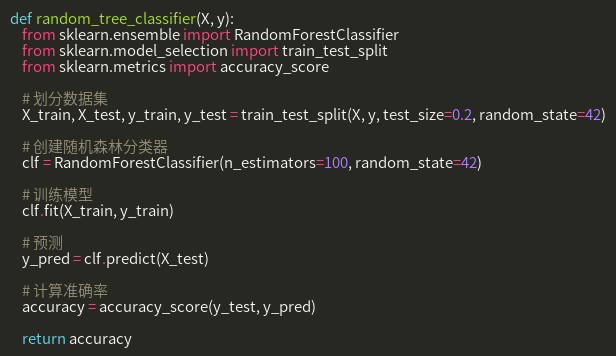 def random_tree_classifier(X, y):
from sklearn.ensemble import RandomForestClassifier
from sklearn.model_selection import train_test_split
from sklearn.metrics import accuracy_score
# 划分数据集
X_train, X_test, y_train, y_test = train_test_split(X, y, test_size=0.2, random_state=42)
# 创建随机森林分类器
clf = RandomForestClassifier(n_estimators=100, random_state=42)
# 训练模型
clf.fit(X_train, y_train)
# 预测
y_pred = clf.predict(X_test)
# 计算准确率
accuracy = accuracy_score(y_test, y_pred)
return accuracy